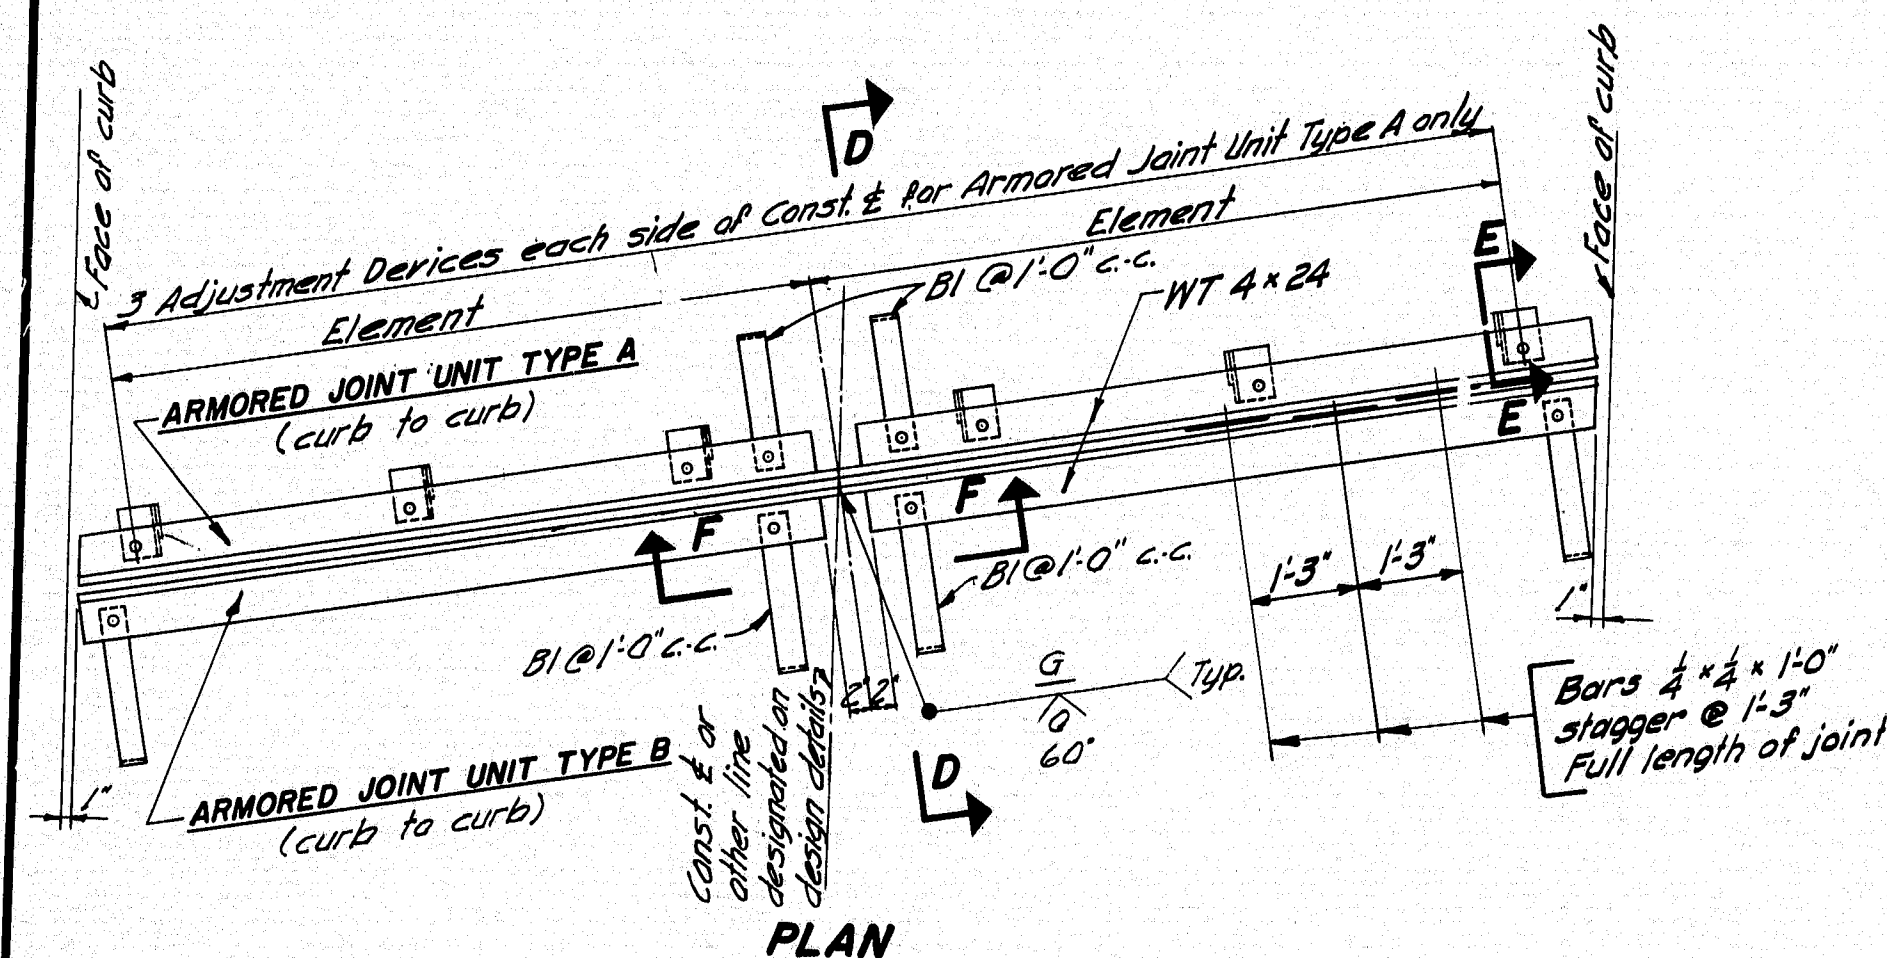 Face of curb
Face of curb
D
3 Adjustment Devices each side of Const. ℄ for Armored Joint Unit Type A only
Element
Element
E
B1 @ 1'-0" c.-c.
WT 4 × 24
ARMORED JOINT UNIT TYPE A
(curb to curb)
E
F
F
B1 @ 1'-0" c.-c.
B1 @ 1'-0" c.-c.
1'-3"
1'-3"
1"
2"
2"
G
0
60°
Typ.
Bars 1/4 × 1/4 × 1'-0"
stagger @ 1'-3"
Full length of joint
ARMORED JOINT UNIT TYPE B
(curb to curb)
1"
Const. ℄ or
other line
designated on
design details
D
PLAN